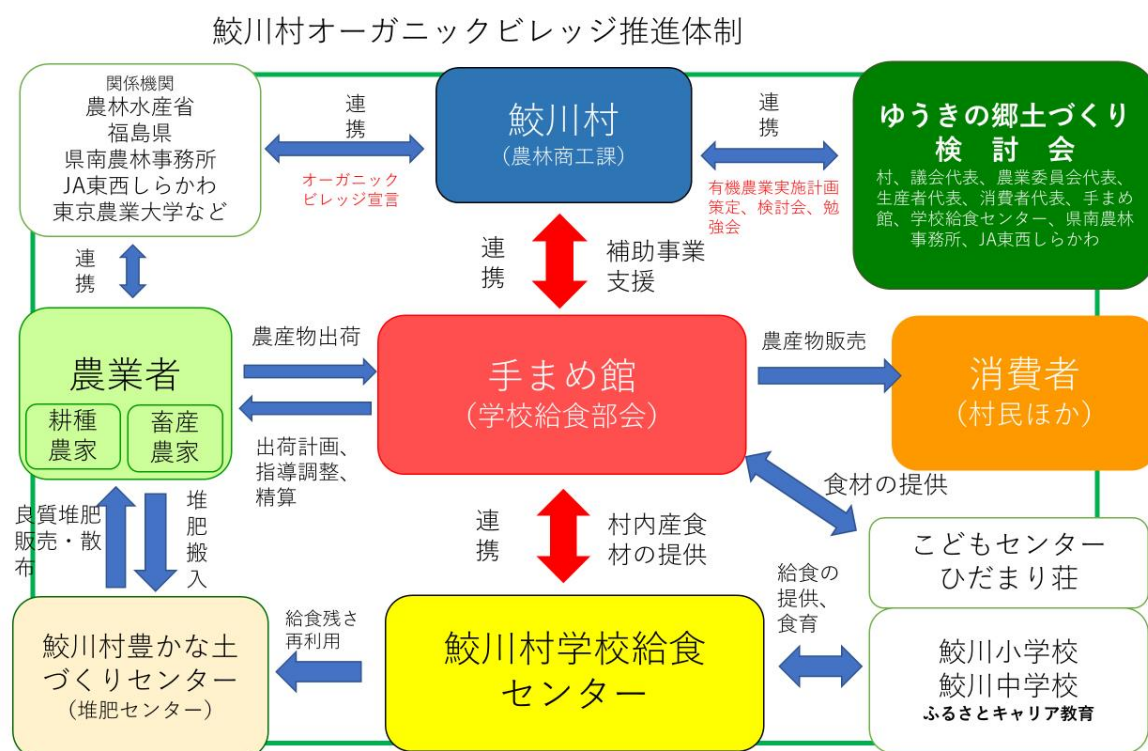 鮫川村オーガニックビレッジ推進体制
関係機関
農林水産省
福島県
県南農林事務所
JA東西しらかわ
東京農業大学など
連
携
オーガニック
ビレッジ宣言
鮫川村
(農林商工課)
連
携
有機農業実施計画
策定、検討会、勉
強会
ゆうきの郷土づくり
検 討 会
村、議会代表、農業委員会代表、
生産者代表、消費者代表、手まめ
館、学校給食センター、県南農林
事務所、JA東西しらかわ
連
携
連
携
補助事業
支援
農業者
耕種
農家
畜産
農家
農産物出荷
出荷計画、
指導調整、
精算
手まめ館
(学校給食部会)
農産物販売
消費者
(村民ほか)
良質堆肥
販売・散
布
堆
肥
搬
入
連
携
村内産食
材の提供
食材の提供
こどもセンター
ひだまり荘
鮫川村豊かな土
づくりセンター
(堆肥センター)
給食残さ
再利用
鮫川村学校給食
センター
給食の
提供、
食育
鮫川小学校
鮫川中学校
ふるさとキャリア教育